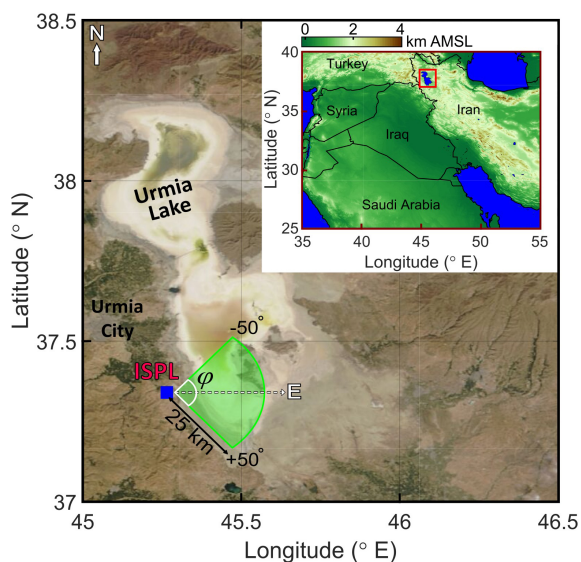 38.5
38
37.5
37
45
45.5
46
46.5
Latitude (° N)
Longitude (° E)
N
Urmia
Lake
Urmia
City
ISPL
φ
-50°
E
25 km
+50°
0
2
4
km AMSL
40
35
30
25
35
40
45
50
55
Latitude (° N)
Longitude (° E)
Turkey
Syria
Iraq
Iran
Saudi Arabia